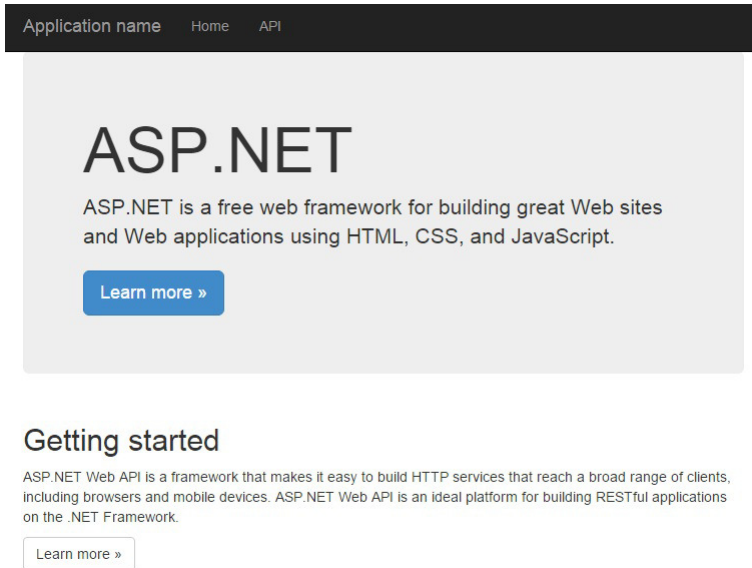 Application name Home API
ASP.NET
ASP.NET is a free web framework for building great Web sites
and Web applications using HTML, CSS, and JavaScript.
Learn more »
Getting started
ASP.NET Web API is a framework that makes it easy to build HTTP services that reach a broad range of clients,
including browsers and mobile devices. ASP.NET Web API is an ideal platform for building RESTful applications
on the .NET Framework.
Learn more »